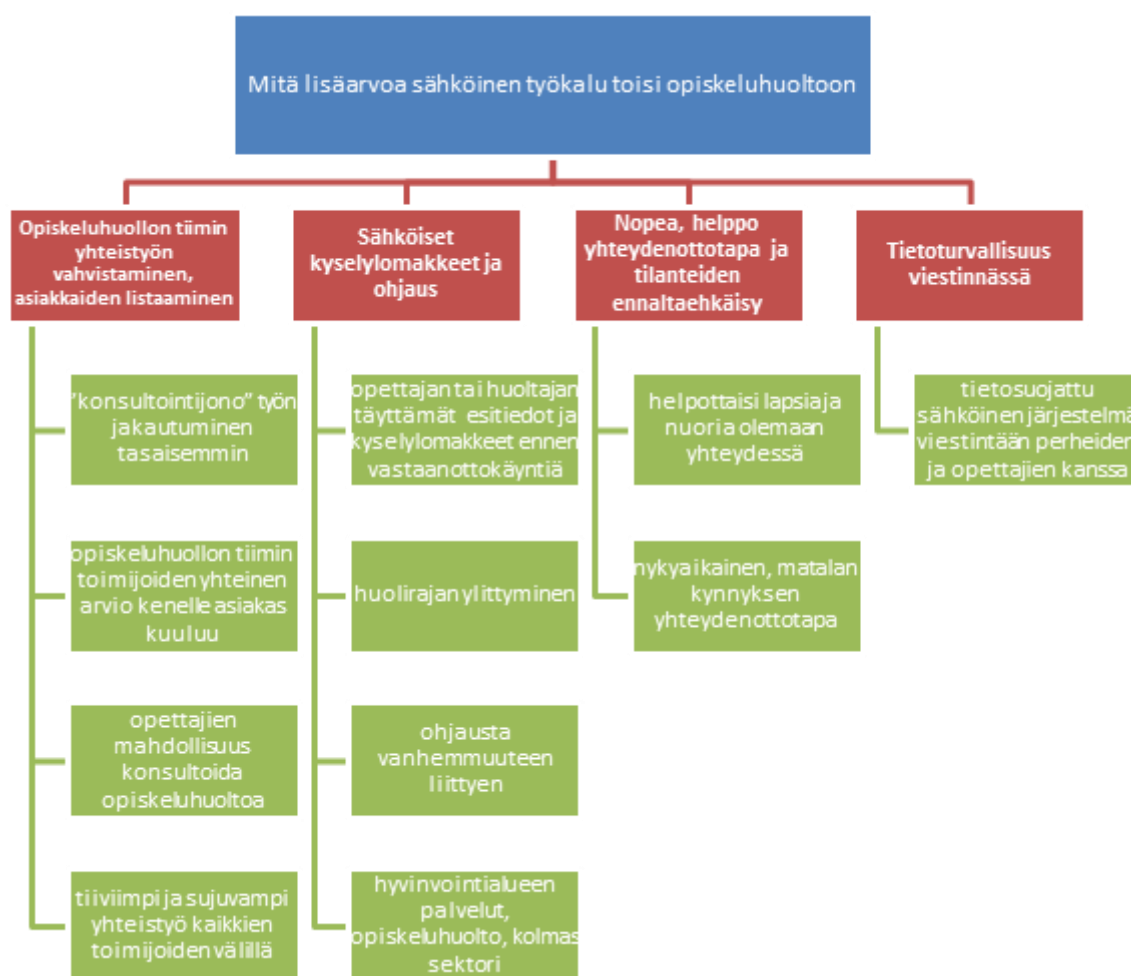 Mitä lisäarvoa sähköinen työkalu toisi opiskeluhuoltoon
Opiskeluhuollon tiimin
yhteistyön
vahvistaminen,
asiakkaiden listaaminen
"konsultointijono" työn
jakautuminen
tasaisemmin
opiskeluhuollon tiimin
toimijoiden yhteinen
arvio kenelle asiakas
kuuluu
opettajien
mahdollisuus
konsultoida
opiskeluhuoltoa
tiiviimpi ja sujuvampi
yhteistyö kaikkien
toimijoiden välillä
Sähköiset
kyselylomakkeet ja
ohjaus
opettajan tai huoltajan
täyttämät esitiedot ja
kyselylomakkeet ennen
vastaanottokäyntiä
huolirajan ylittyminen
ohjausta
vanhemmuuteen
liittyen
hyvinvointialueen
palvelut,
opiskeluhuolto, kolmas
sektori
Nopea, helppo
yhteydenottotapa ja
tilanteiden
ennaltaehkäisy
helpottaisi lapsia ja
nuoria olemaan
yhteydessä
nykyaikainen, matalan
kynnyksen
yhteydenottotapa
Tietoturvallisuus
viestinnässä
tietosuojattu
sähköinen järjestelmä
viestintään perheiden
ja opettajien kanssa